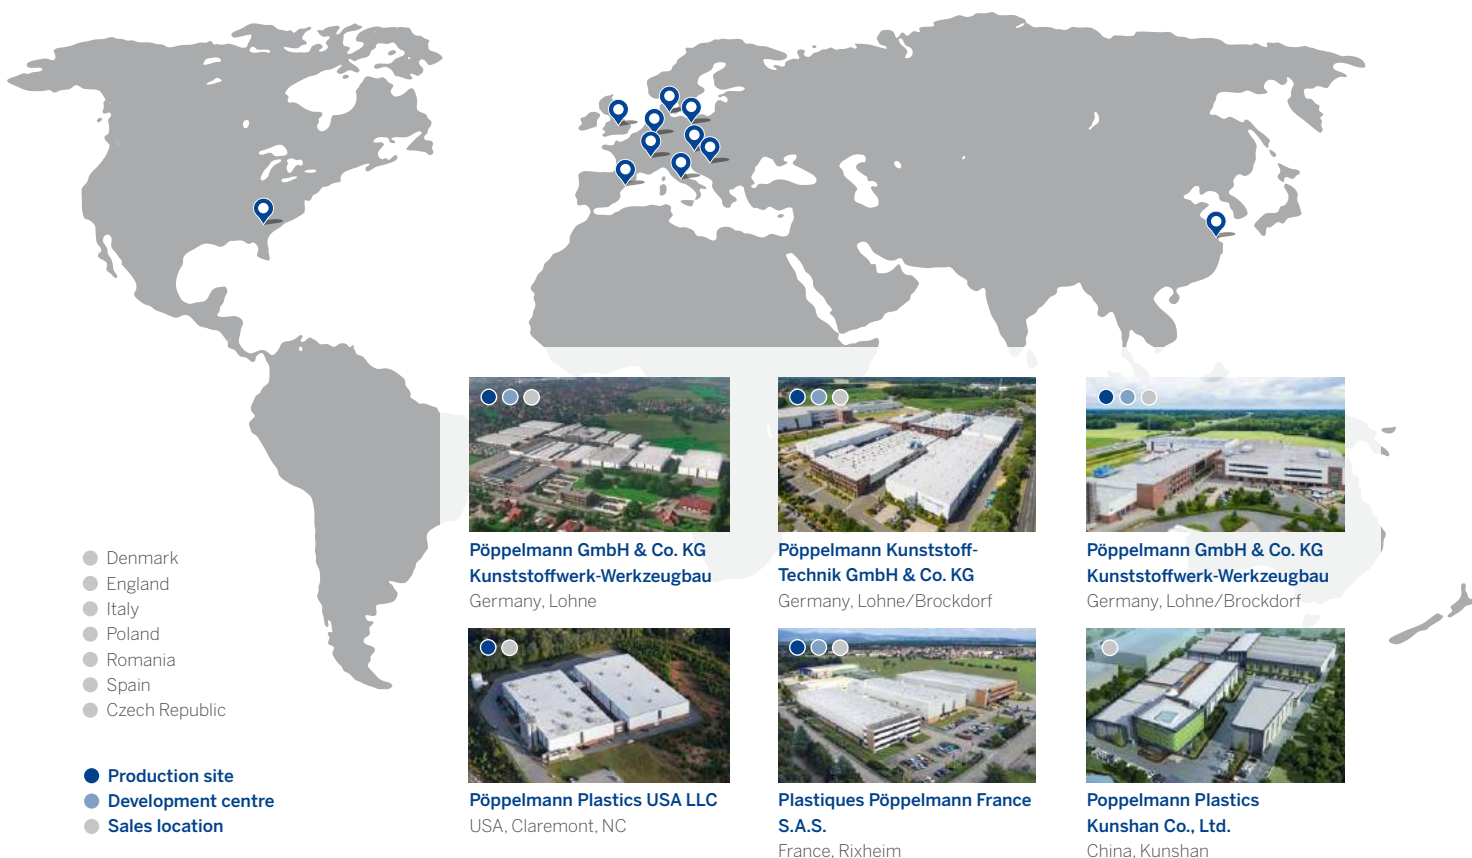 Denmark
England
Italy
Poland
Romania
Spain
Czech Republic
Production site
Development centre
Sales location
Pöppelmann GmbH & Co. KG
Kunststoffwerk-Werkzeugbau
Germany, Lohne
Pöppelmann Kunststoff-
Technik GmbH & Co. KG
Germany, Lohne/Brockdorf
Pöppelmann GmbH & Co. KG
Kunststoffwerk-Werkzeugbau
Germany, Lohne/Brockdorf
Pöppelmann Plastics USA LLC
USA, Claremont, NC
Plastiques Pöppelmann France
S.A.S.
France, Rixheim
Poppelmann Plastics
Kunshan Co., Ltd.
China, Kunshan